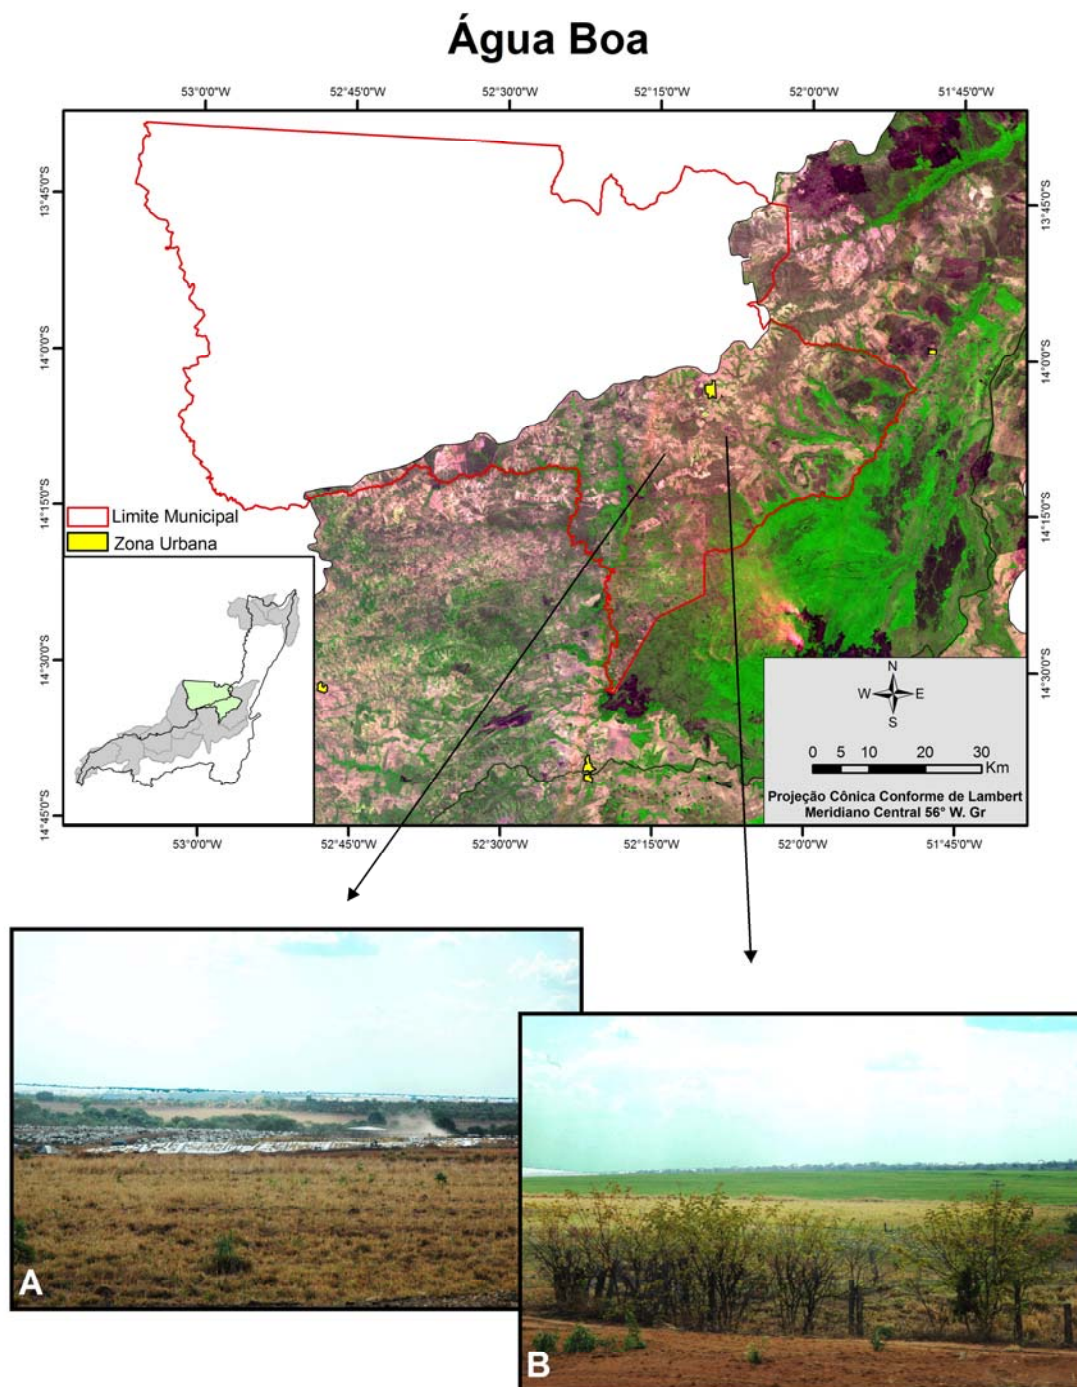 Água Boa
53°0'0"W 52°45'0"W 52°30'0"W 52°15'0"W 52°0'0"W 51°45'0"W
13°45'0"S 13°45'0"S
14°0'0"S 14°0'0"S
14°15'0"S 14°15'0"S
Limite Municipal
Zona Urbana
14°30'0"S 14°30'0"S
N
W E
S
0 5 10 20 30
Km
Projeção Cônica Conforme de Lambert
Meridiano Central 56° W. Gr
14°45'0"S
53°0'0"W 52°45'0"W 52°30'0"W 52°15'0"W 52°0'0"W 51°45'0"W
A
B